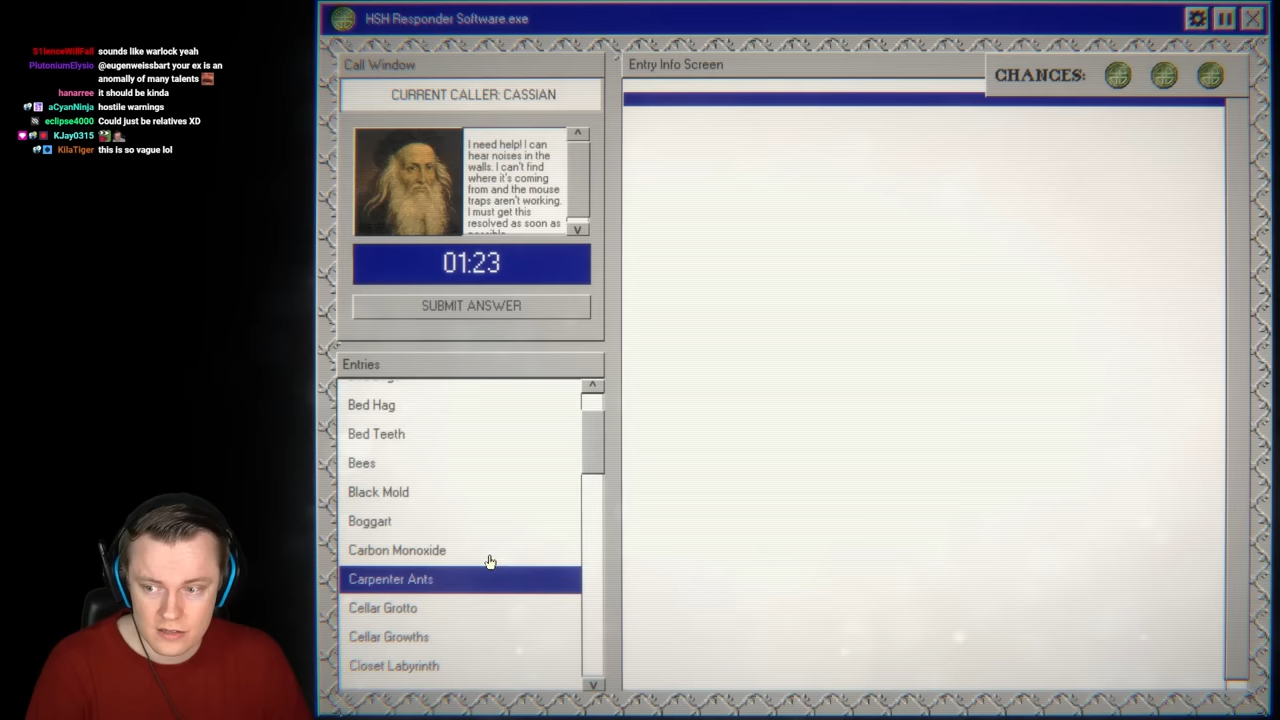 HSH Responder Software.exe
S1lenceWillFall sounds like warlock yeah
PlutoniumElysio @eugenweissbart your ex is an
anomally of many talents
hanarree it should be kinda
aCyanNinja hostile warnings
eclipse4000 Could just be relatives XD
KJay0315
KilaTiger this is so vague lol
Call Window
CURRENT CALLER: CASSIAN
I need help! I can
hear noises in the
walls. I can't find
where it's coming
from and the mouse
traps aren't working.
I must get this
resolved as soon as
01:23
SUBMIT ANSWER
Entries
Bed Hag
Bed Teeth
Bees
Black Mold
Boggart
Carbon Monoxide
Carpenter Ants
Cellar Grotto
Cellar Growths
Closet Labyrinth
Entry Info Screen
CHANCES: